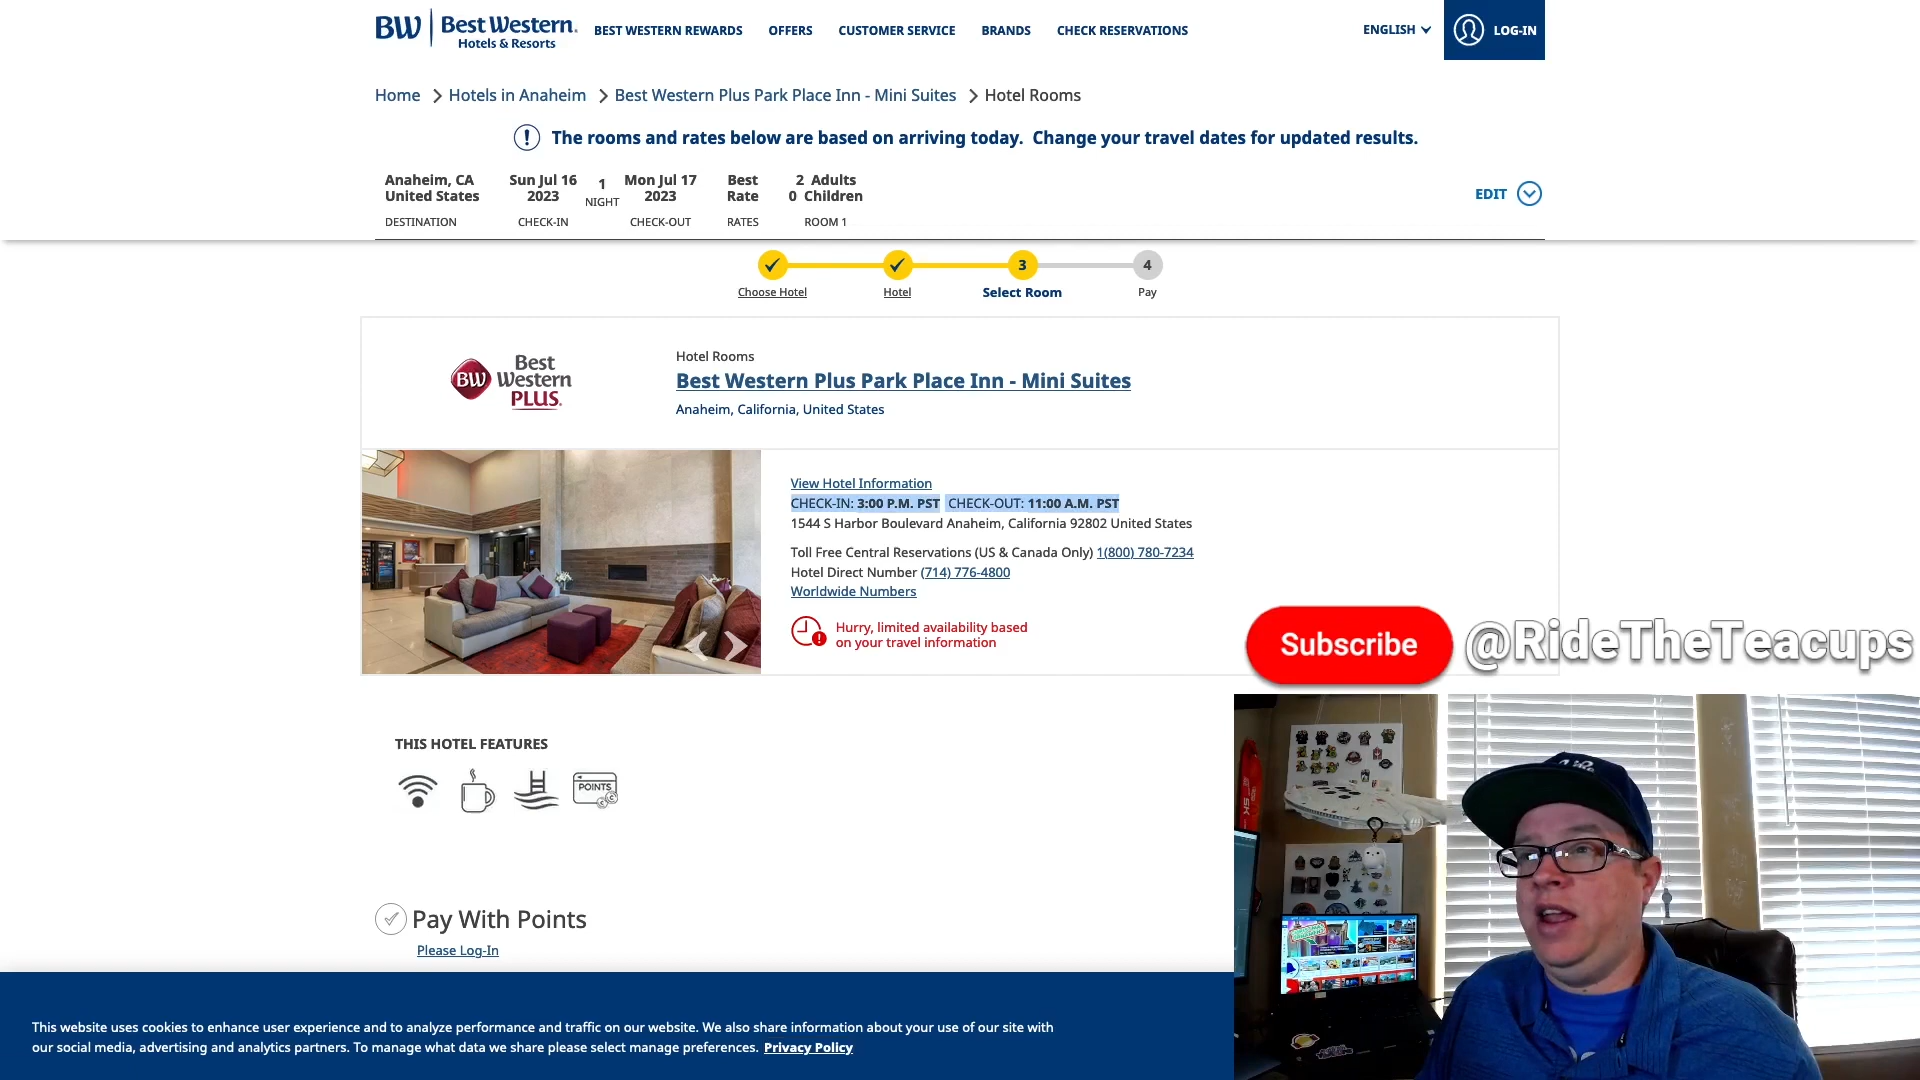 BW Best Western.
Hotels & Resorts
BEST WESTERN REWARDS
OFFERS
CUSTOMER SERVICE
BRANDS
CHECK RESERVATIONS
ENGLISH
LOG-IN
Home > Hotels in Anaheim > Best Western Plus Park Place Inn - Mini Suites > Hotel Rooms
! The rooms and rates below are based on arriving today. Change your travel dates for updated results.
Anaheim, CA
United States
DESTINATION
Sun Jul 16
2023
CHECK-IN
1
NIGHT
Mon Jul 17
2023
CHECK-OUT
Best
Rate
RATES
2 Adults
0 Children
ROOM 1
EDIT
3
4
Choose Hotel
Hotel
Select Room
Pay
BW Best
Western
PLUS.
Hotel Rooms
Best Western Plus Park Place Inn - Mini Suites
Anaheim, California, United States
View Hotel Information
CHECK-IN: 3:00 P.M. PST CHECK-OUT: 11:00 A.M. PST
1544 S Harbor Boulevard Anaheim, California 92802 United States
Toll Free Central Reservations (US & Canada Only) 1(800) 780-7234
Hotel Direct Number (714) 776-4800
Worldwide Numbers
Hurry, limited availability based
on your travel information
Subscribe @RideTheTeacups
THIS HOTEL FEATURES
POINTS
Pay With Points
Please Log-In
This website uses cookies to enhance user experience and to analyze performance and traffic on our website. We also share information about your use of our site with
our social media, advertising and analytics partners. To manage what data we share please select manage preferences. Privacy Policy